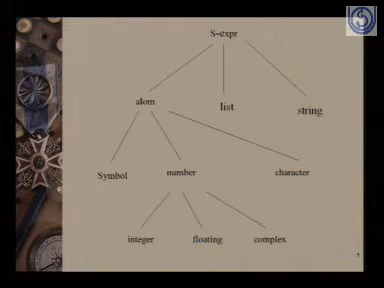 S-expr
atom list string
Symbol number character
integer floating complex
5